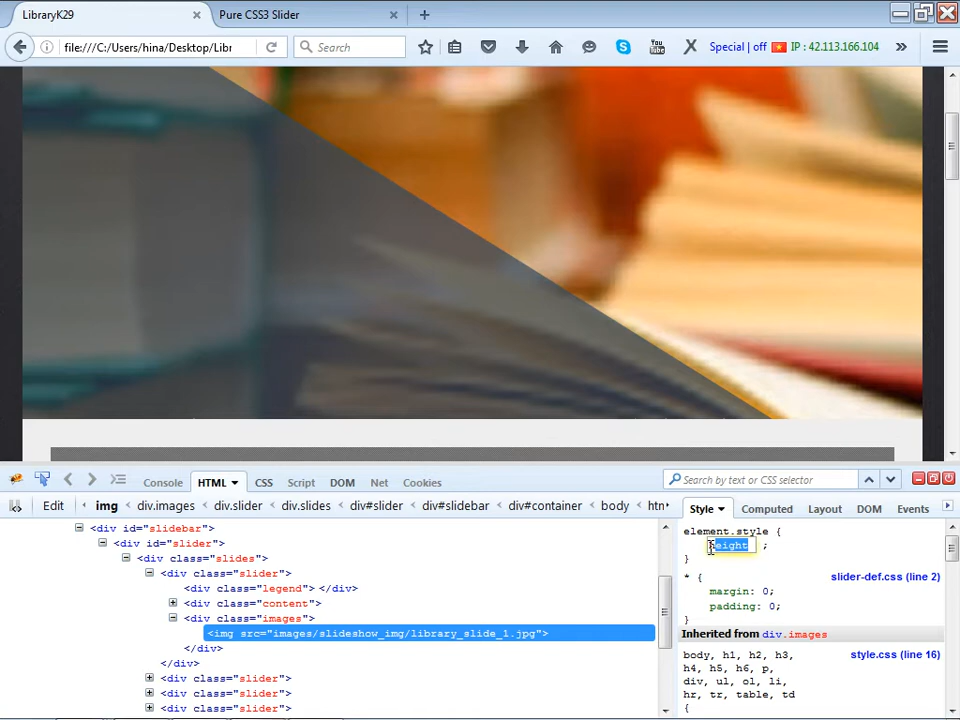 LibraryK29
Pure CSS3 Slider
file:///C:/Users/hina/Desktop/Libr
Search
You
Tube
Special | off
IP : 42.113.166.104
Console
HTML
CSS
Script
DOM
Net
Cookies
Search by text or CSS selector
Edit
img
div.images
div.slider
div.slides
div#slider
div#slidebar
div#container
body
htn
Style
Computed
Layout
DOM
Events
<div id="slidebar">
<div id="slider">
<div class="slides">
<div class="slider">
<div class="legend"> </div>
<div class="content">
<div class="images">
<img src="images/slideshow_img/library_slide_1.jpg">
</div>
</div>
<div class="slider">
<div class="slider">
<div class="slider">
element.style {
height ;
}
* {
slider-def.css (line 2)
margin: 0;
padding: 0;
}
Inherited from div.images
body, h1, h2, h3,
style.css (line 16)
h4, h5, h6, p,
div, ul, ol, li,
hr, tr, table, td
{